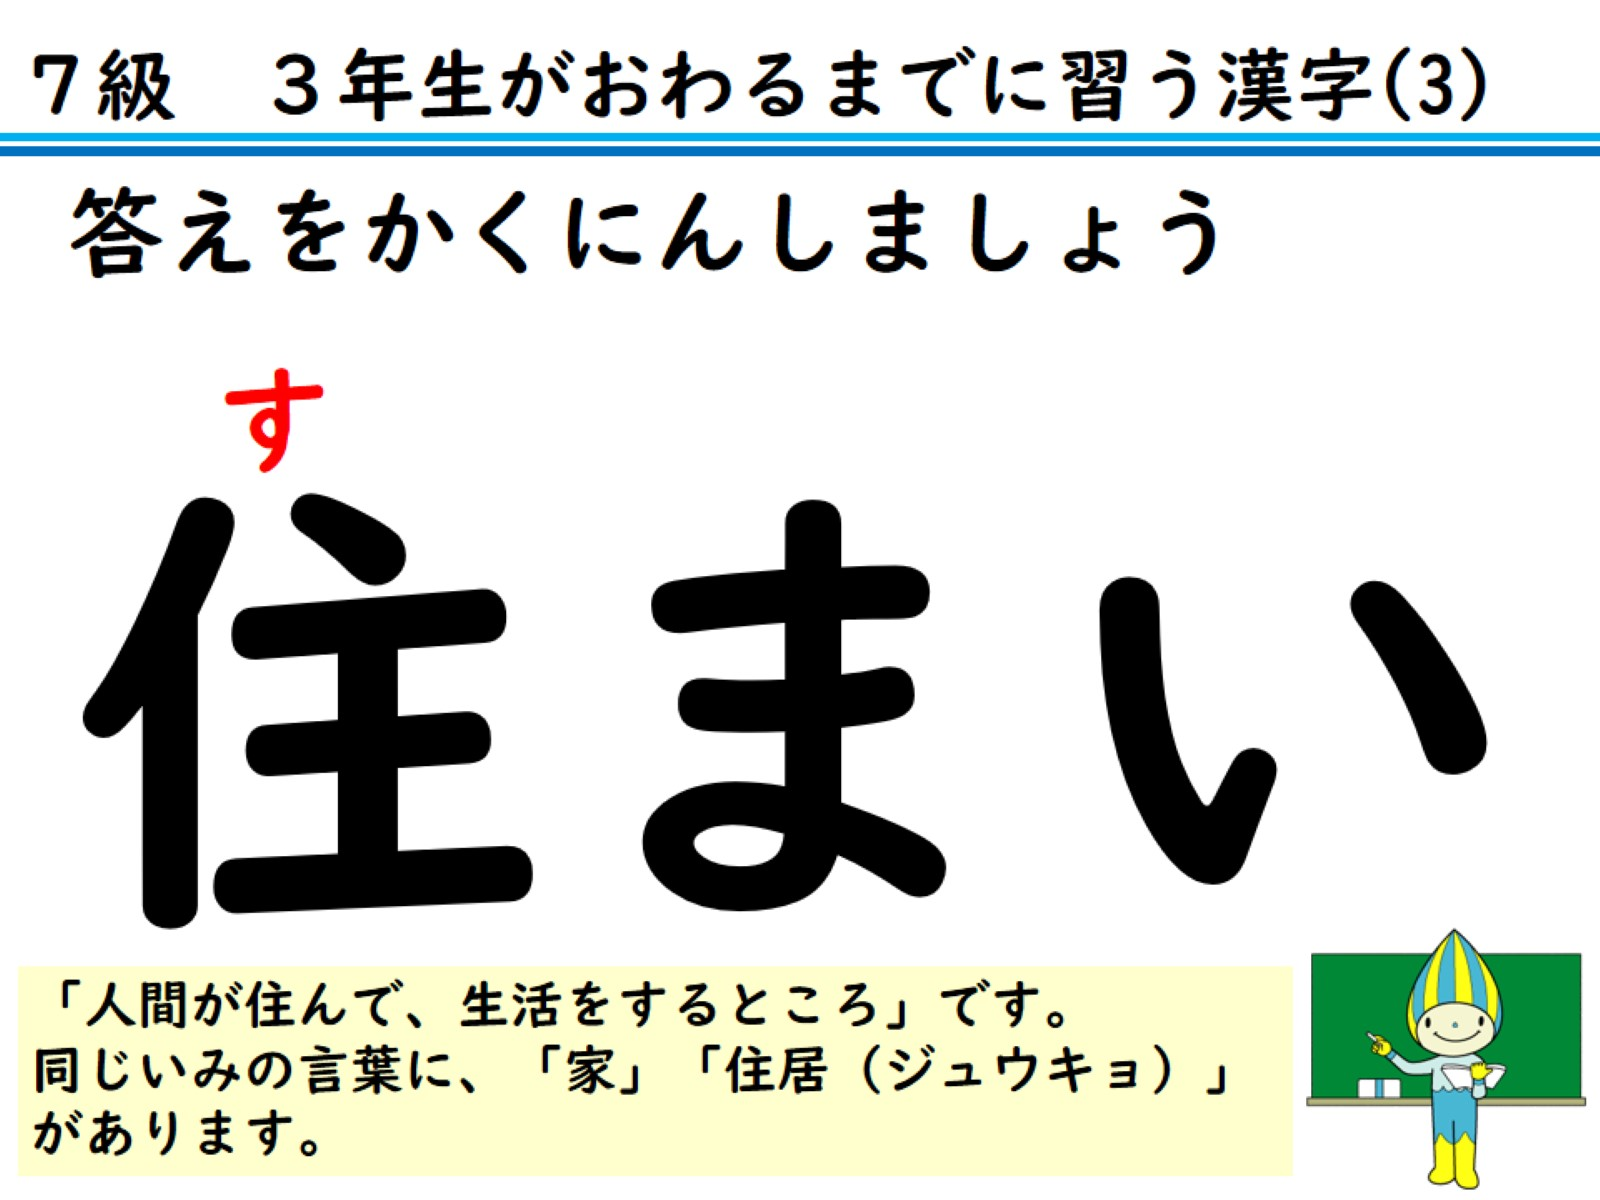 ７級　３年生がおわるまでに習う漢字(3)
答えをかくにんしましょう
す
住まい
「人間が住んで、生活をするところ」です。
同じいみの言葉に、「家」「住居（ジュウキョ）」
があります。